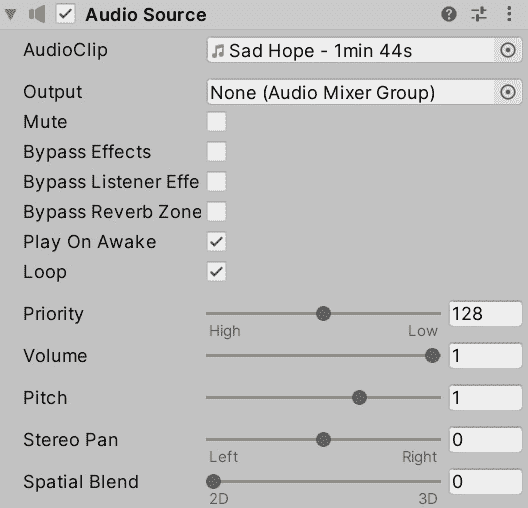 Audio Source
AudioClip Sad Hope - 1min 44s
Output None (Audio Mixer Group)
Mute
Bypass Effects
Bypass Listener Effe
Bypass Reverb Zone
Play On Awake
Loop
Priority 128
High Low
Volume 1
Pitch 1
Stereo Pan 0
Left Right
Spatial Blend 0
2D 3D